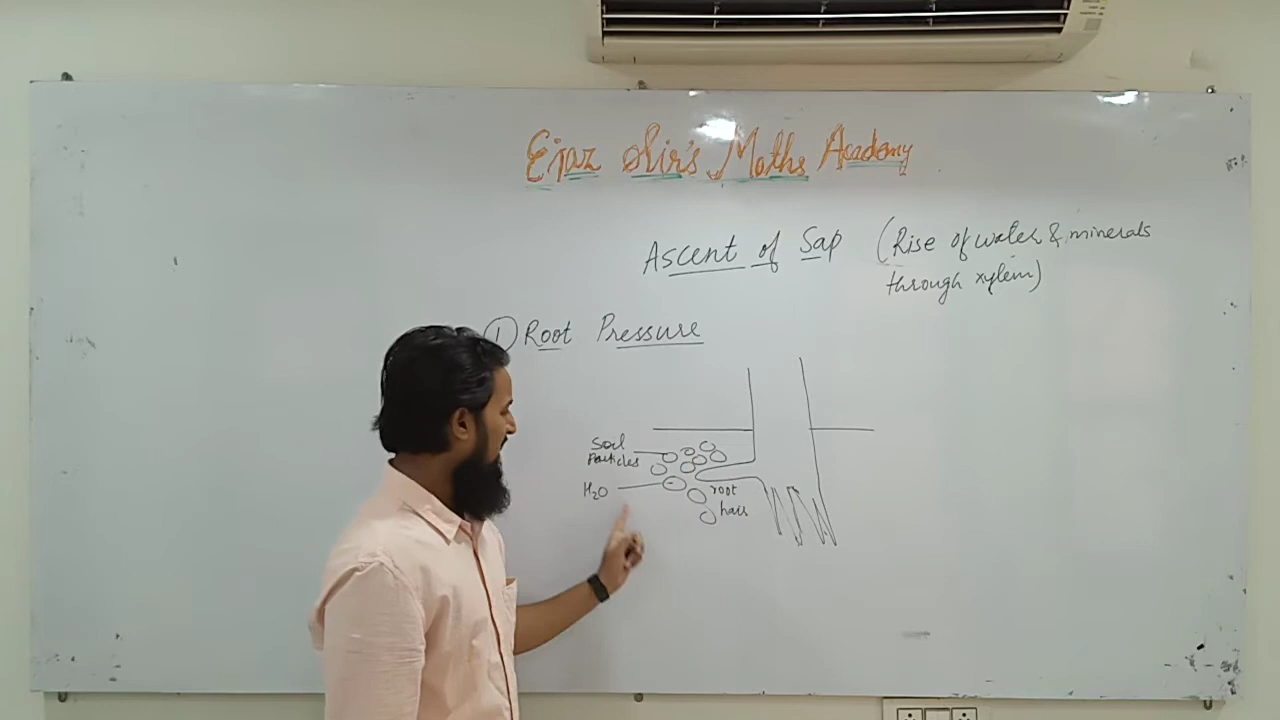 Ejaz Sir's Maths Academy
Ascent of Sap (Rise of water & minerals
through xylem)
① Root Pressure
Soil
Particles
H₂O
root
hairs